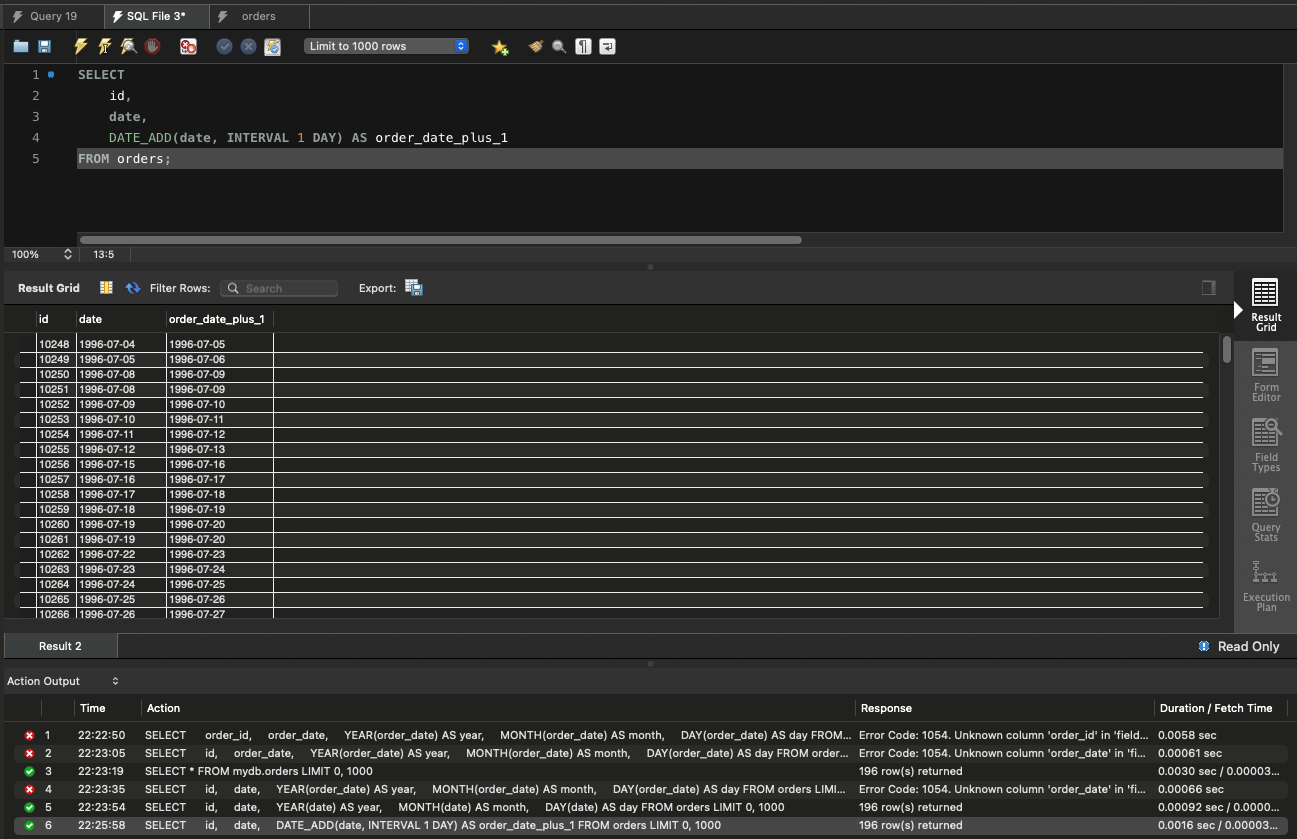 Query 19
SQL File 3*
orders
Limit to 1000 rows
1 SELECT
2 id,
3 date,
4 DATE_ADD(date, INTERVAL 1 DAY) AS order_date_plus_1
5 FROM orders;
100% 13:5
Result Grid Filter Rows: Search Export:
id date order_date_plus_1
10248 1996-07-04 1996-07-05
10249 1996-07-05 1996-07-06
10250 1996-07-08 1996-07-09
10251 1996-07-08 1996-07-09
10252 1996-07-09 1996-07-10
10253 1996-07-10 1996-07-11
10254 1996-07-11 1996-07-12
10255 1996-07-12 1996-07-13
10256 1996-07-15 1996-07-16
10257 1996-07-16 1996-07-17
10258 1996-07-17 1996-07-18
10259 1996-07-18 1996-07-19
10260 1996-07-19 1996-07-20
10261 1996-07-19 1996-07-20
10262 1996-07-22 1996-07-23
10263 1996-07-23 1996-07-24
10264 1996-07-24 1996-07-25
10265 1996-07-25 1996-07-26
10266 1996-07-26 1996-07-27
Result
Grid
Form
Editor
Field
Types
Query
Stats
Execution
Plan
Result 2
Read Only
Action Output
Time Action Response Duration / Fetch Time
1 22:22:50 SELECT order_id, order_date, YEAR(order_date) AS year, MONTH(order_date) AS month, DAY(order_date) AS day FROM... Error Code: 1054. Unknown column 'order_id' in 'field... 0.0058 sec
2 22:23:05 SELECT id, order_date, YEAR(order_date) AS year, MONTH(order_date) AS month, DAY(order_date) AS day FROM order... Error Code: 1054. Unknown column 'order_date' in 'fi... 0.00061 sec
3 22:23:19 SELECT * FROM mydb.orders LIMIT 0, 1000 196 row(s) returned 0.0030 sec / 0.00003...
4 22:23:35 SELECT id, date, YEAR(order_date) AS year, MONTH(order_date) AS month, DAY(order_date) AS day FROM orders LIMI... Error Code: 1054. Unknown column 'order_date' in 'fi... 0.00066 sec
5 22:23:54 SELECT id, date, YEAR(date) AS year, MONTH(date) AS month, DAY(date) AS day FROM orders LIMIT 0, 1000 196 row(s) returned 0.00092 sec / 0.0000...
6 22:25:58 SELECT id, date, DATE_ADD(date, INTERVAL 1 DAY) AS order_date_plus_1 FROM orders LIMIT 0, 1000 196 row(s) returned 0.0016 sec / 0.00003...